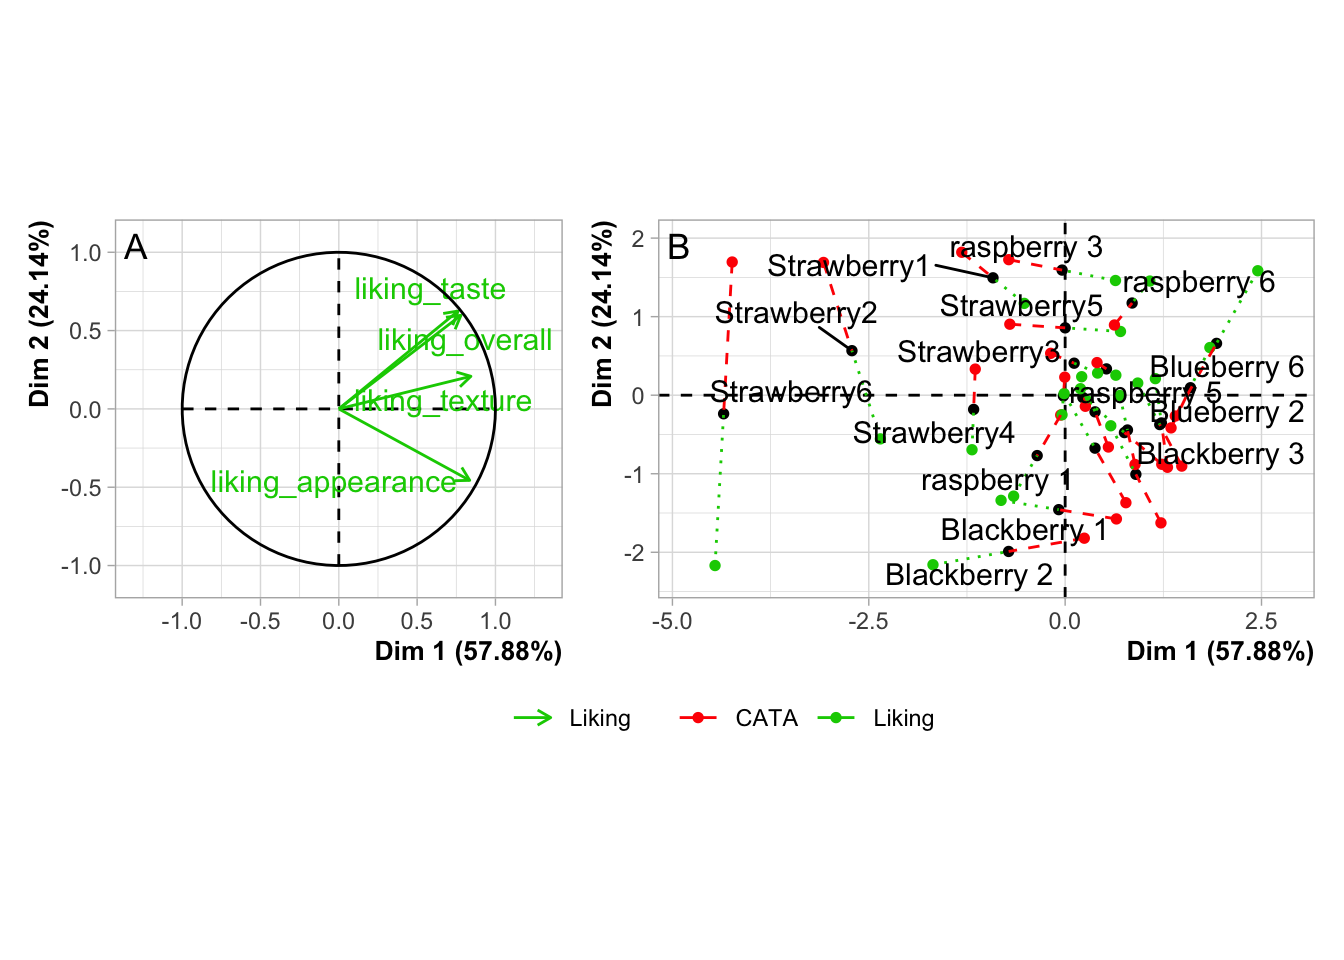 A
Dim 2 (24.14%)
1.0
0.5
0.0
-0.5
-1.0
liking_taste
liking_overall
liking_texture
liking_appearance
-1.0 -0.5 0.0 0.5 1.0
Dim 1 (57.88%)
B
Dim 2 (24.14%)
2
1
0
-1
-2
raspberry 3
Strawberry1
raspberry 6
Strawberry5
Strawberry2
Strawberry3
Blueberry 6
Strawberry6
raspberry 5
Blueberry 2
Strawberry4
Blackberry 3
raspberry 1
Blackberry 1
Blackberry 2
-5.0 -2.5 0.0 2.5
Dim 1 (57.88%)
Liking CATA Liking